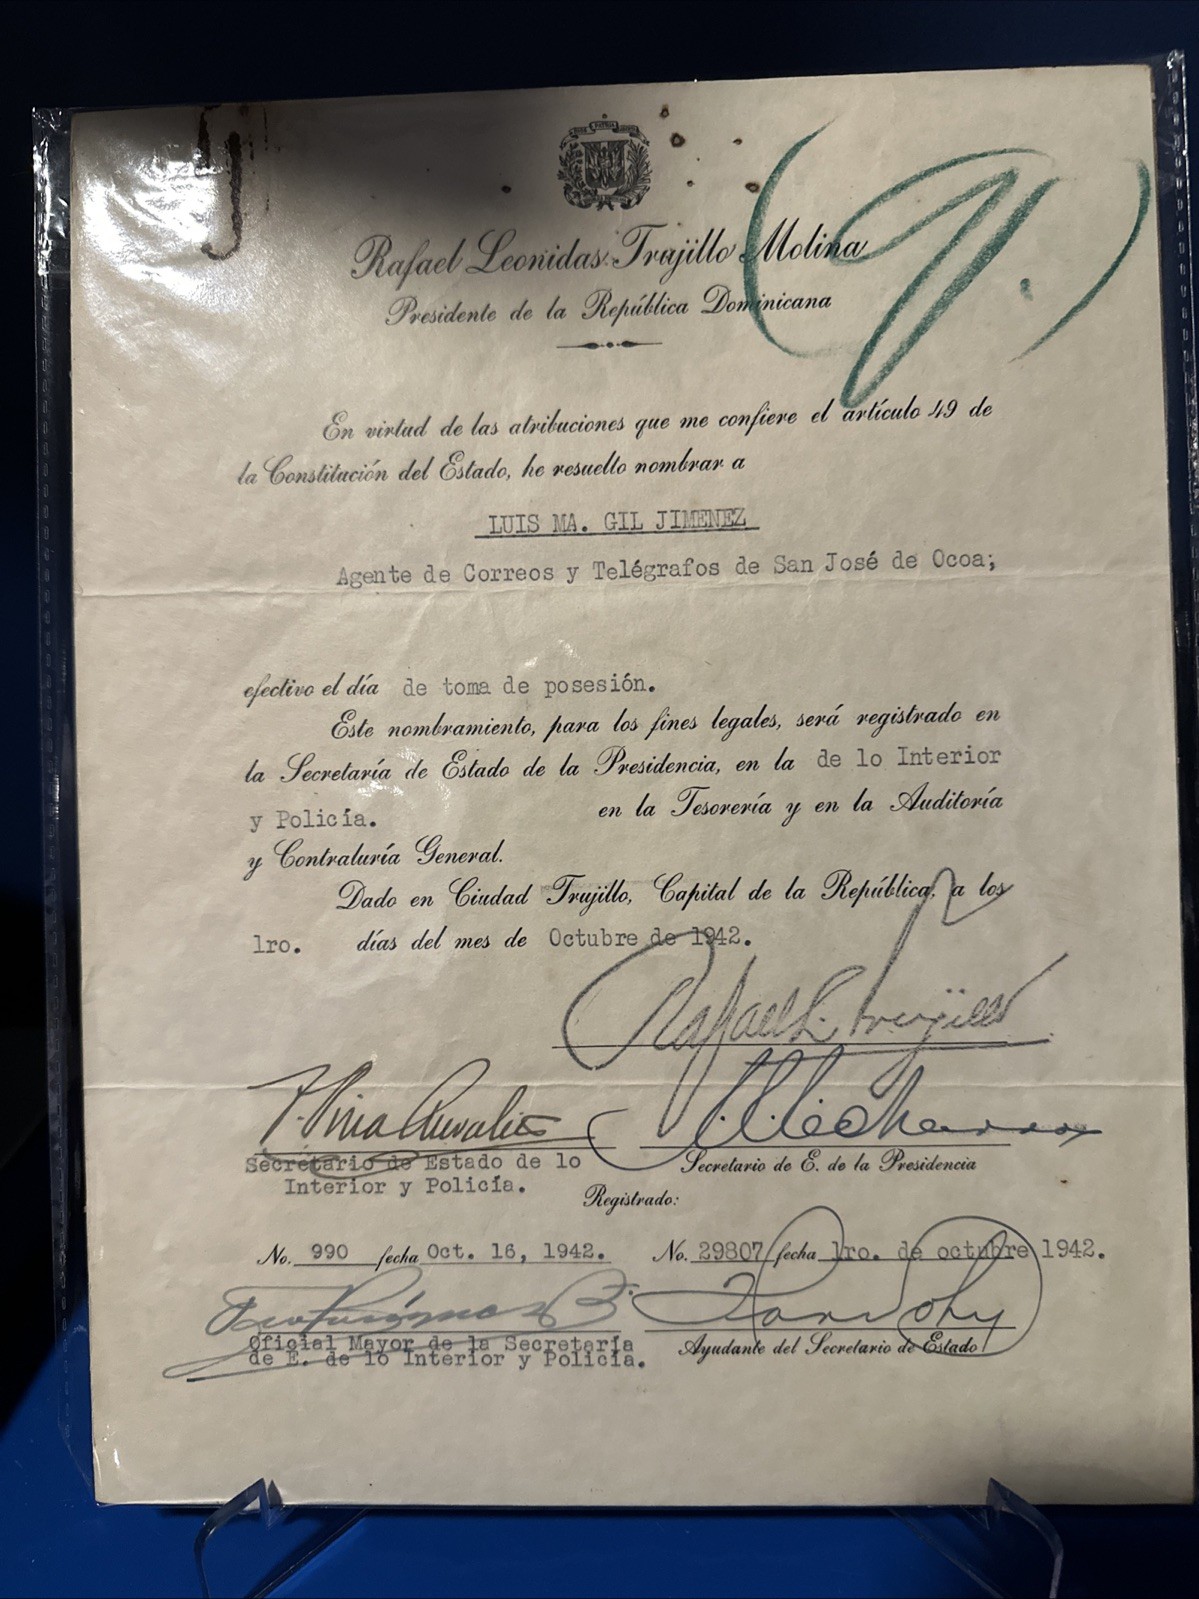 Rafael Leonidas Trujillo Molina
Presidente de la República Dominicana
En virtud de las atribuciones que me confiere el artículo 49 de
la Constitución del Estado, he resuelto nombrar a
LUIS MA. GIL JIMENEZ
Agente de Correos y Telégrafos de San José de Ocoa;
efectivo el día de toma de posesión.
Este nombramiento, para los fines legales, será registrado en
la Secretaría de Estado de la Presidencia, en la de lo Interior
y Policía. en la Tesorería y en la Auditoría
y Contraluría General.
Dado en Ciudad Trujillo, Capital de la República, a los
1ro. días del mes de Octubre de 1942.
Rafael L. Trujillo
Secretario de Estado de lo
Interior y Policía.
Secretario de E. de la Presidencia
Registrado:
No. 990 fecha Oct. 16, 1942.
No. 29807 fecha 1ro. de octubre 1942.
Oficial Mayor de la Secretaría
de E. de lo Interior y Policía.
Ayudante del Secretario de Estado